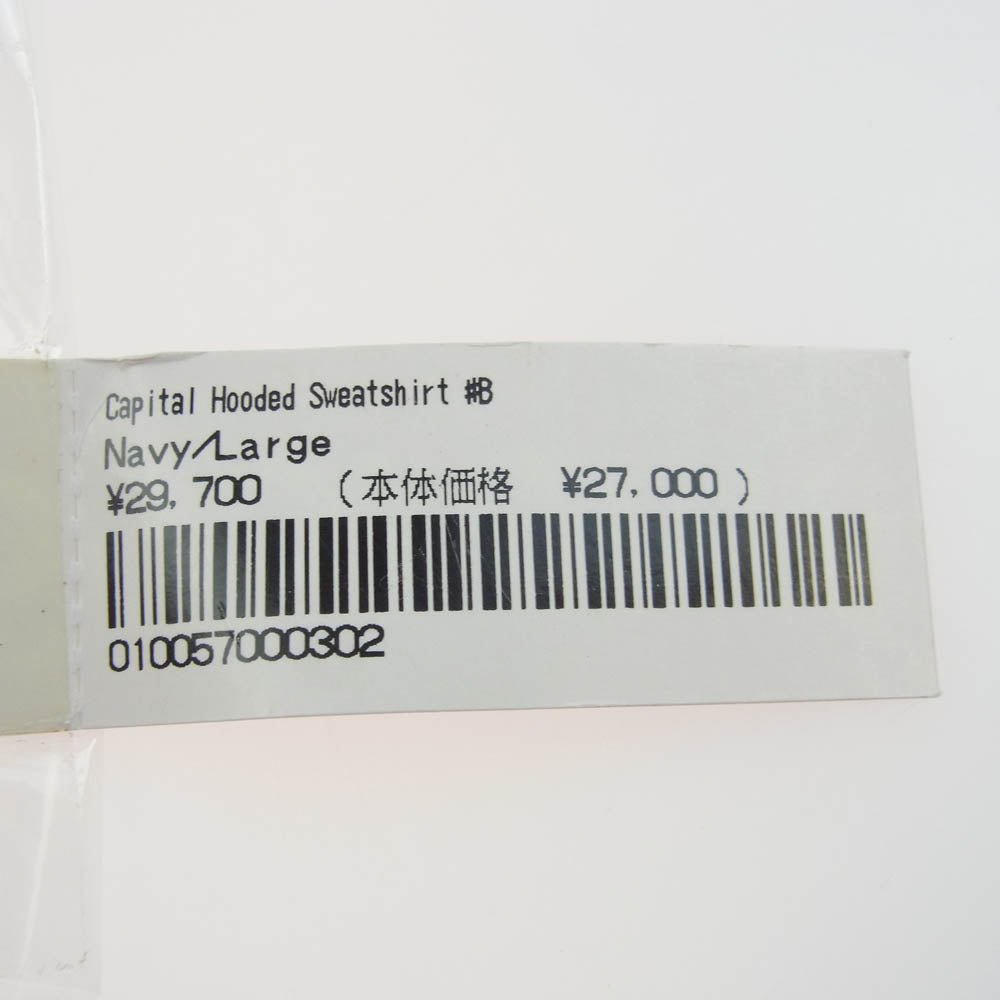 Capital Hooded Sweatshirt #B
Navy/Large
¥29,700 (本体価格 ¥27,000)
010057000302